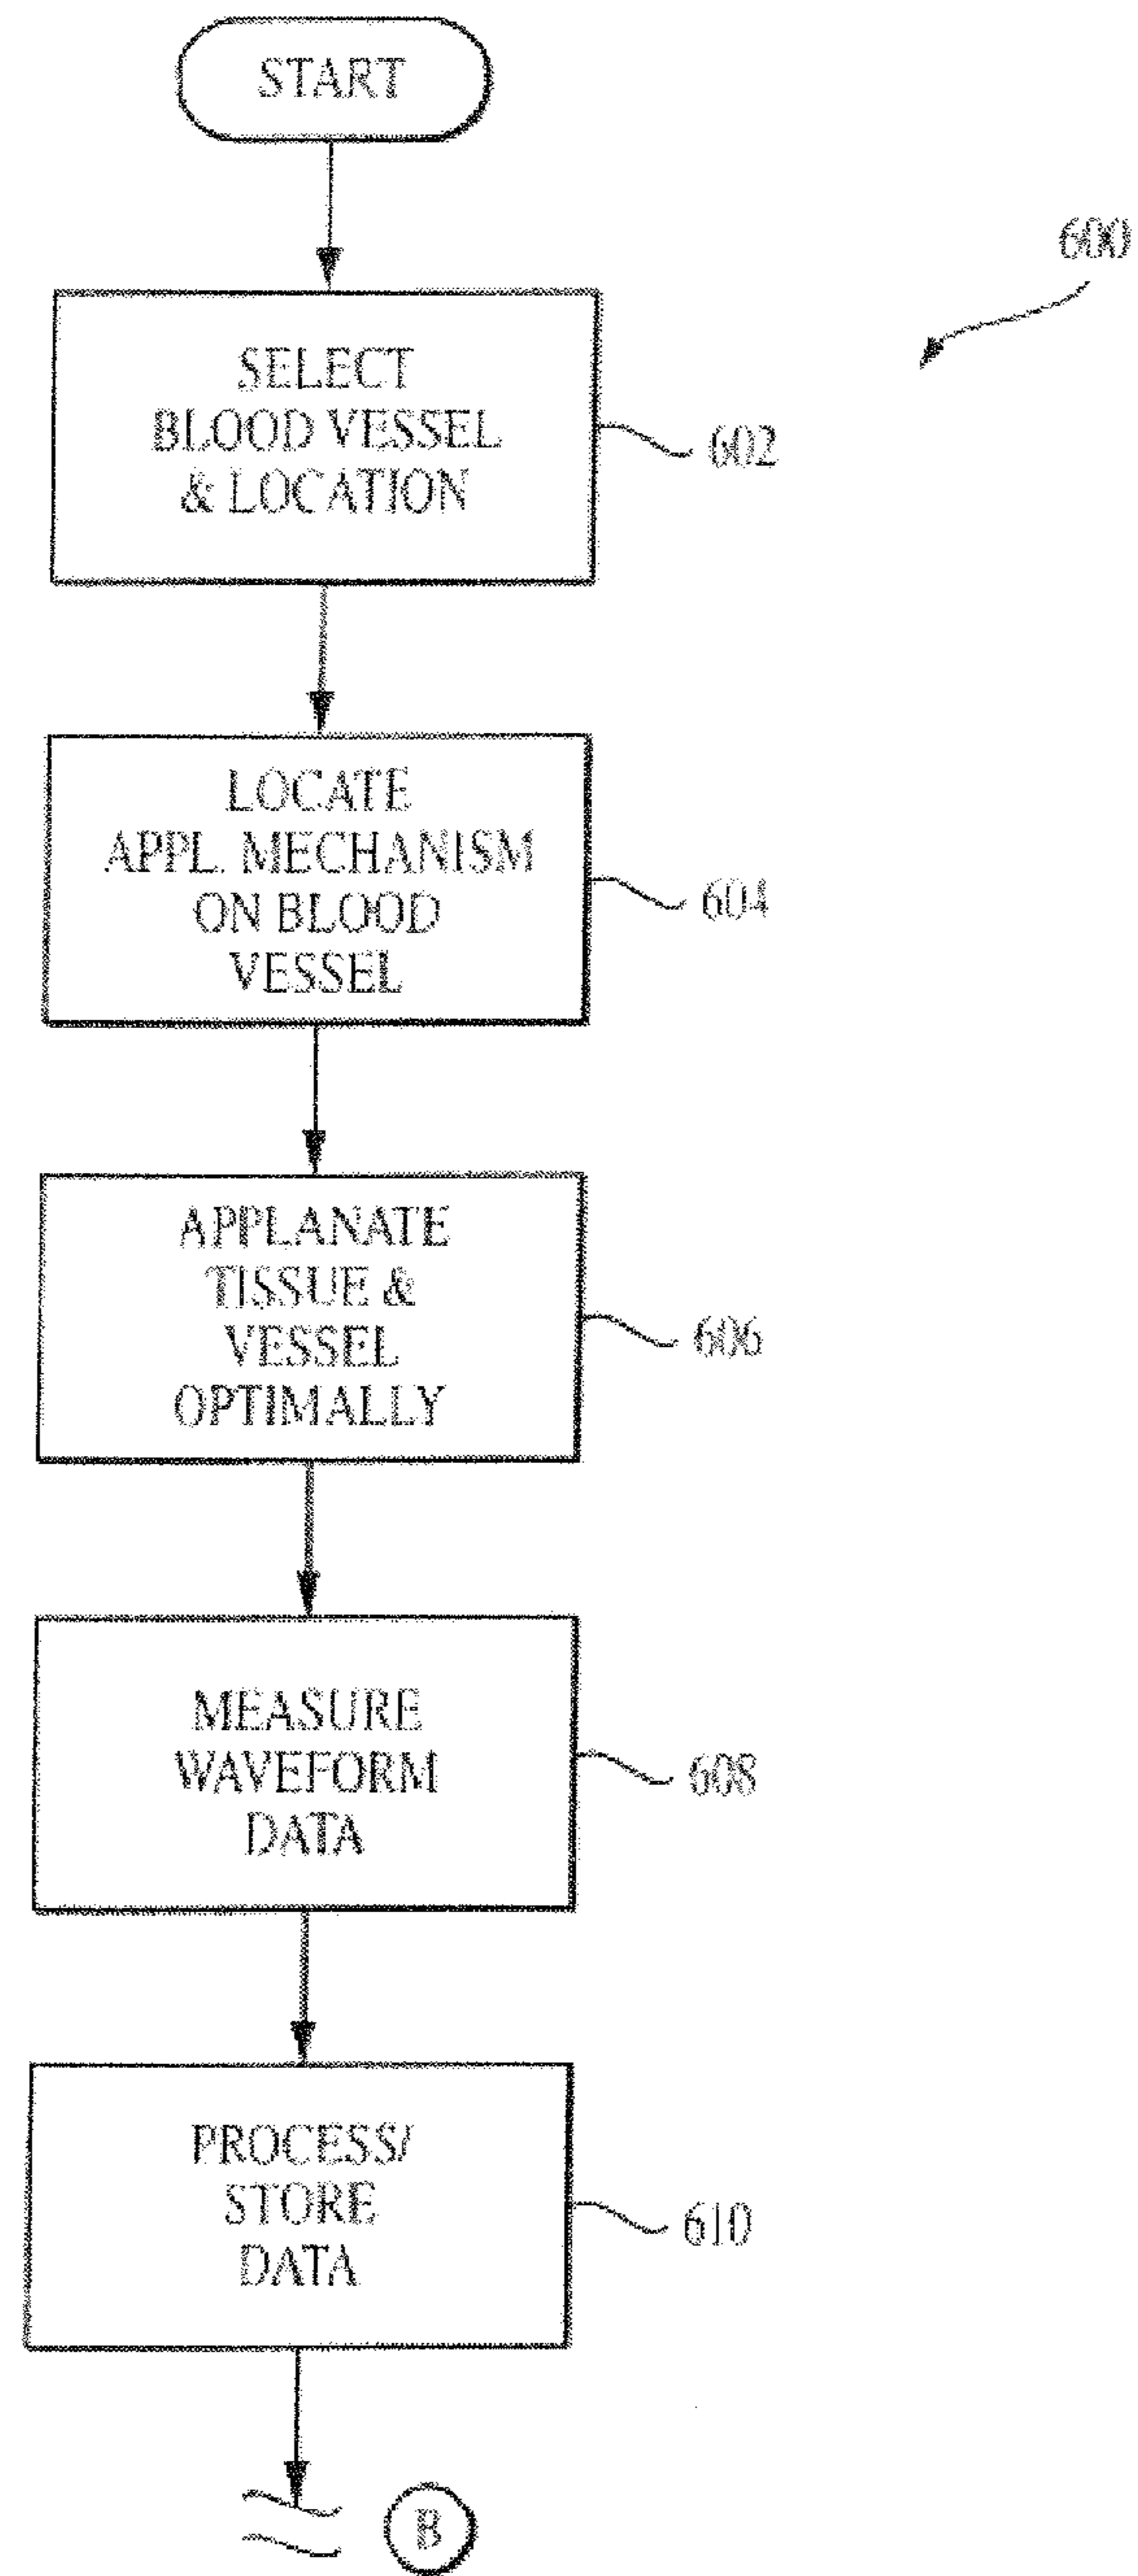 START
600
SELECT
BLOOD VESSEL
& LOCATION
602
LOCATE
APPL. MECHANISM
ON BLOOD
VESSEL
604
APPLANATE
TISSUE &
VESSEL
OPTIMALLY
606
MEASURE
WAVEFORM
DATA
608
PROCESS/
STORE
DATA
610
B